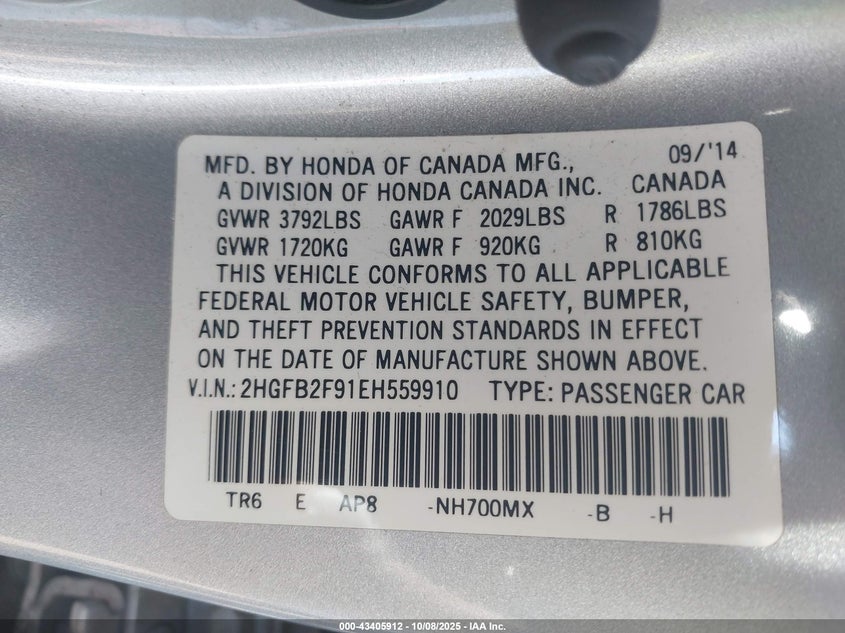 09/'14
MFD. BY HONDA OF CANADA MFG.,
A DIVISION OF HONDA CANADA INC. CANADA
GVWR 3792LBS GAWR F 2029LBS R 1786LBS
GVWR 1720KG GAWR F 920KG R 810KG
THIS VEHICLE CONFORMS TO ALL APPLICABLE
FEDERAL MOTOR VEHICLE SAFETY, BUMPER,
AND THEFT PREVENTION STANDARDS IN EFFECT
ON THE DATE OF MANUFACTURE SHOWN ABOVE.
V.I.N.: 2HGFB2F91EH559910 TYPE: PASSENGER CAR
TR6 E AP8 -NH700MX -B -H
000-43405912 | 10/08/2025 - IAA Inc.